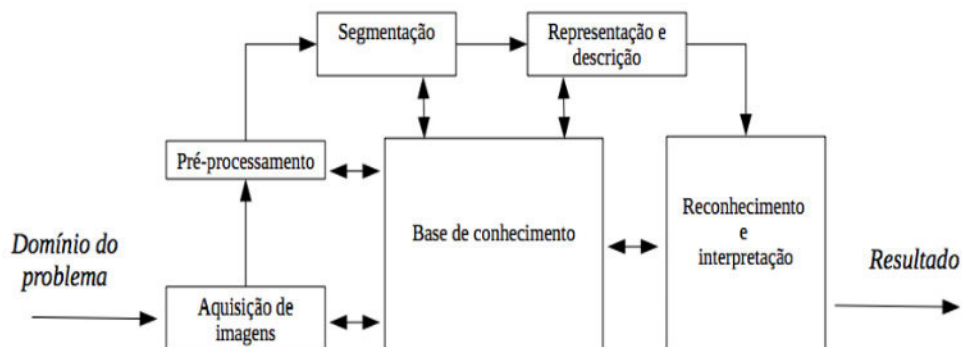 Segmentação
Representação e
descrição
Pré-processamento
Base de conhecimento
Reconhecimento
e
interpretação
Domínio do
problema
Resultado
Aquisição de
imagens